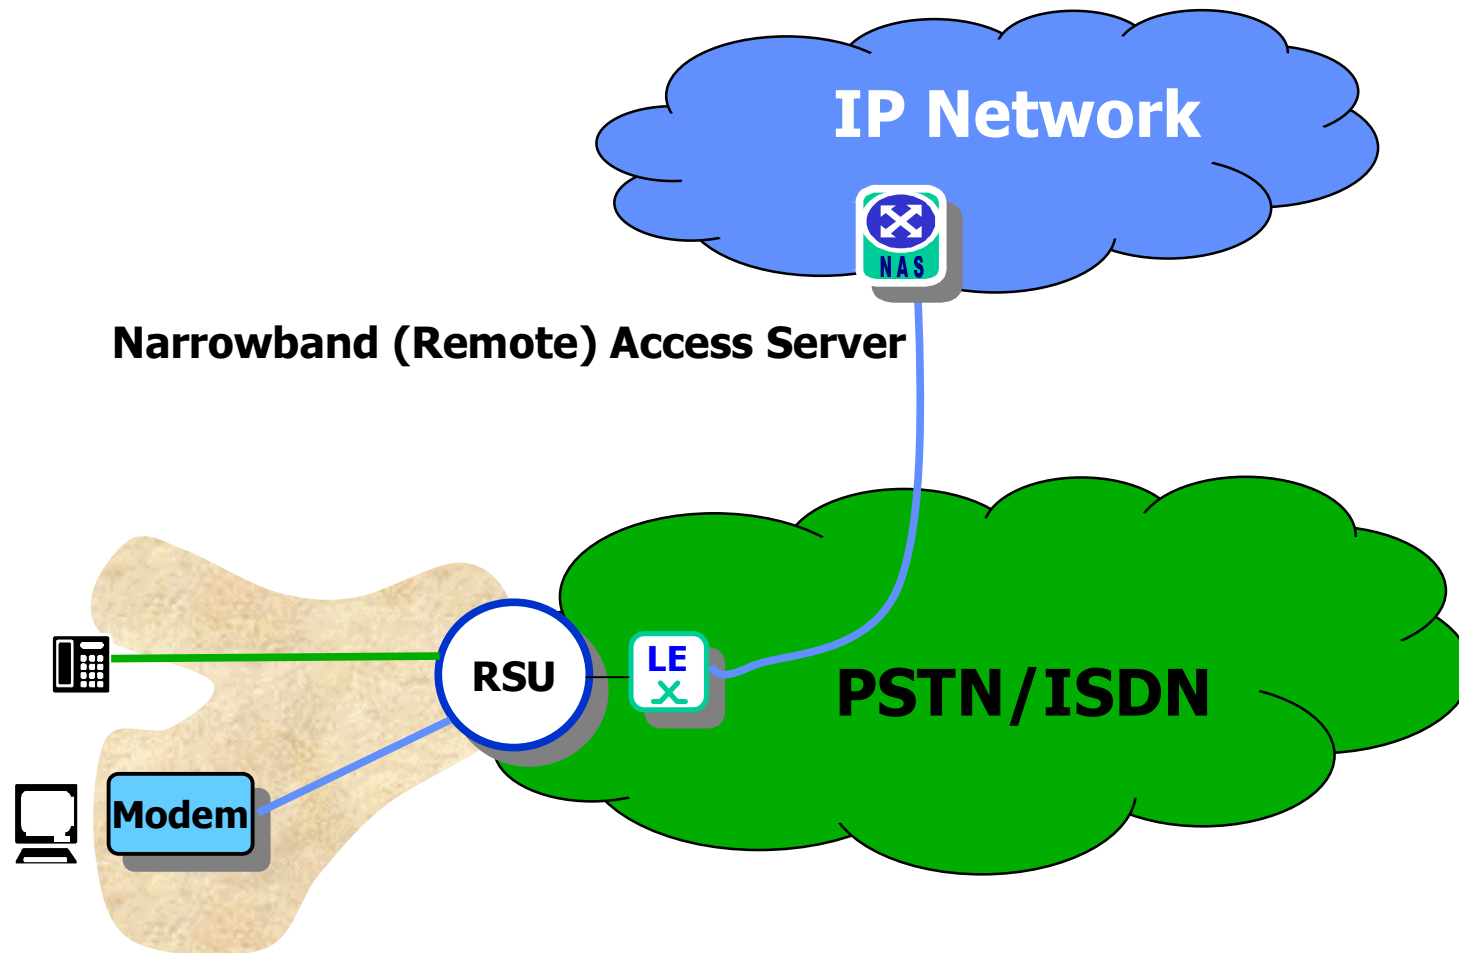 IP Network
NAS
Narrowband (Remote) Access Server
RSU
LE
PSTN/ISDN
Modem